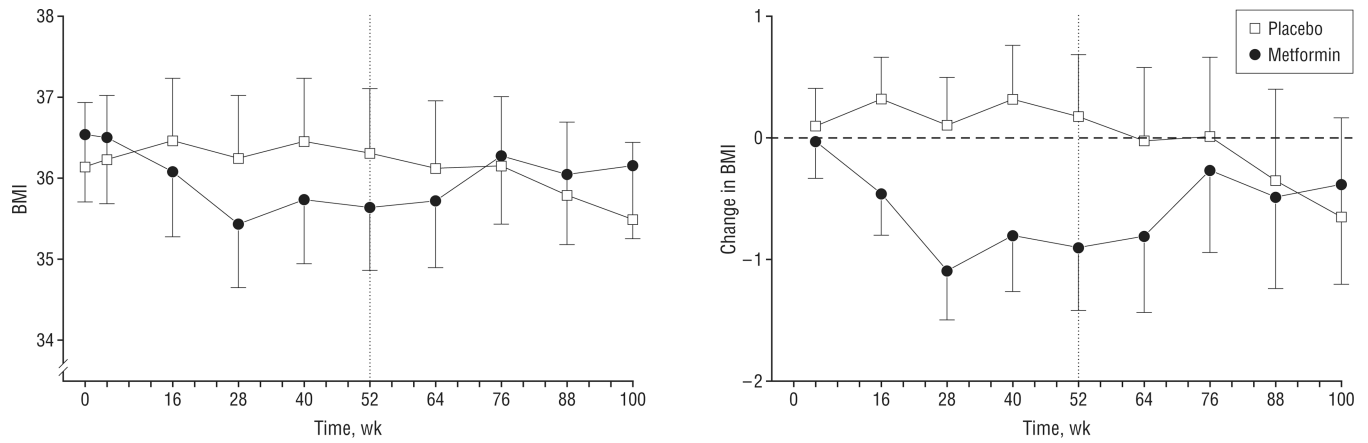 38
37
36
35
34
BMI
0 16 28 40 52 64 76 88 100
Time, wk
1
0
−1
−2
Change in BMI
0 16 28 40 52 64 76 88 100
Time, wk
Placebo
Metformin